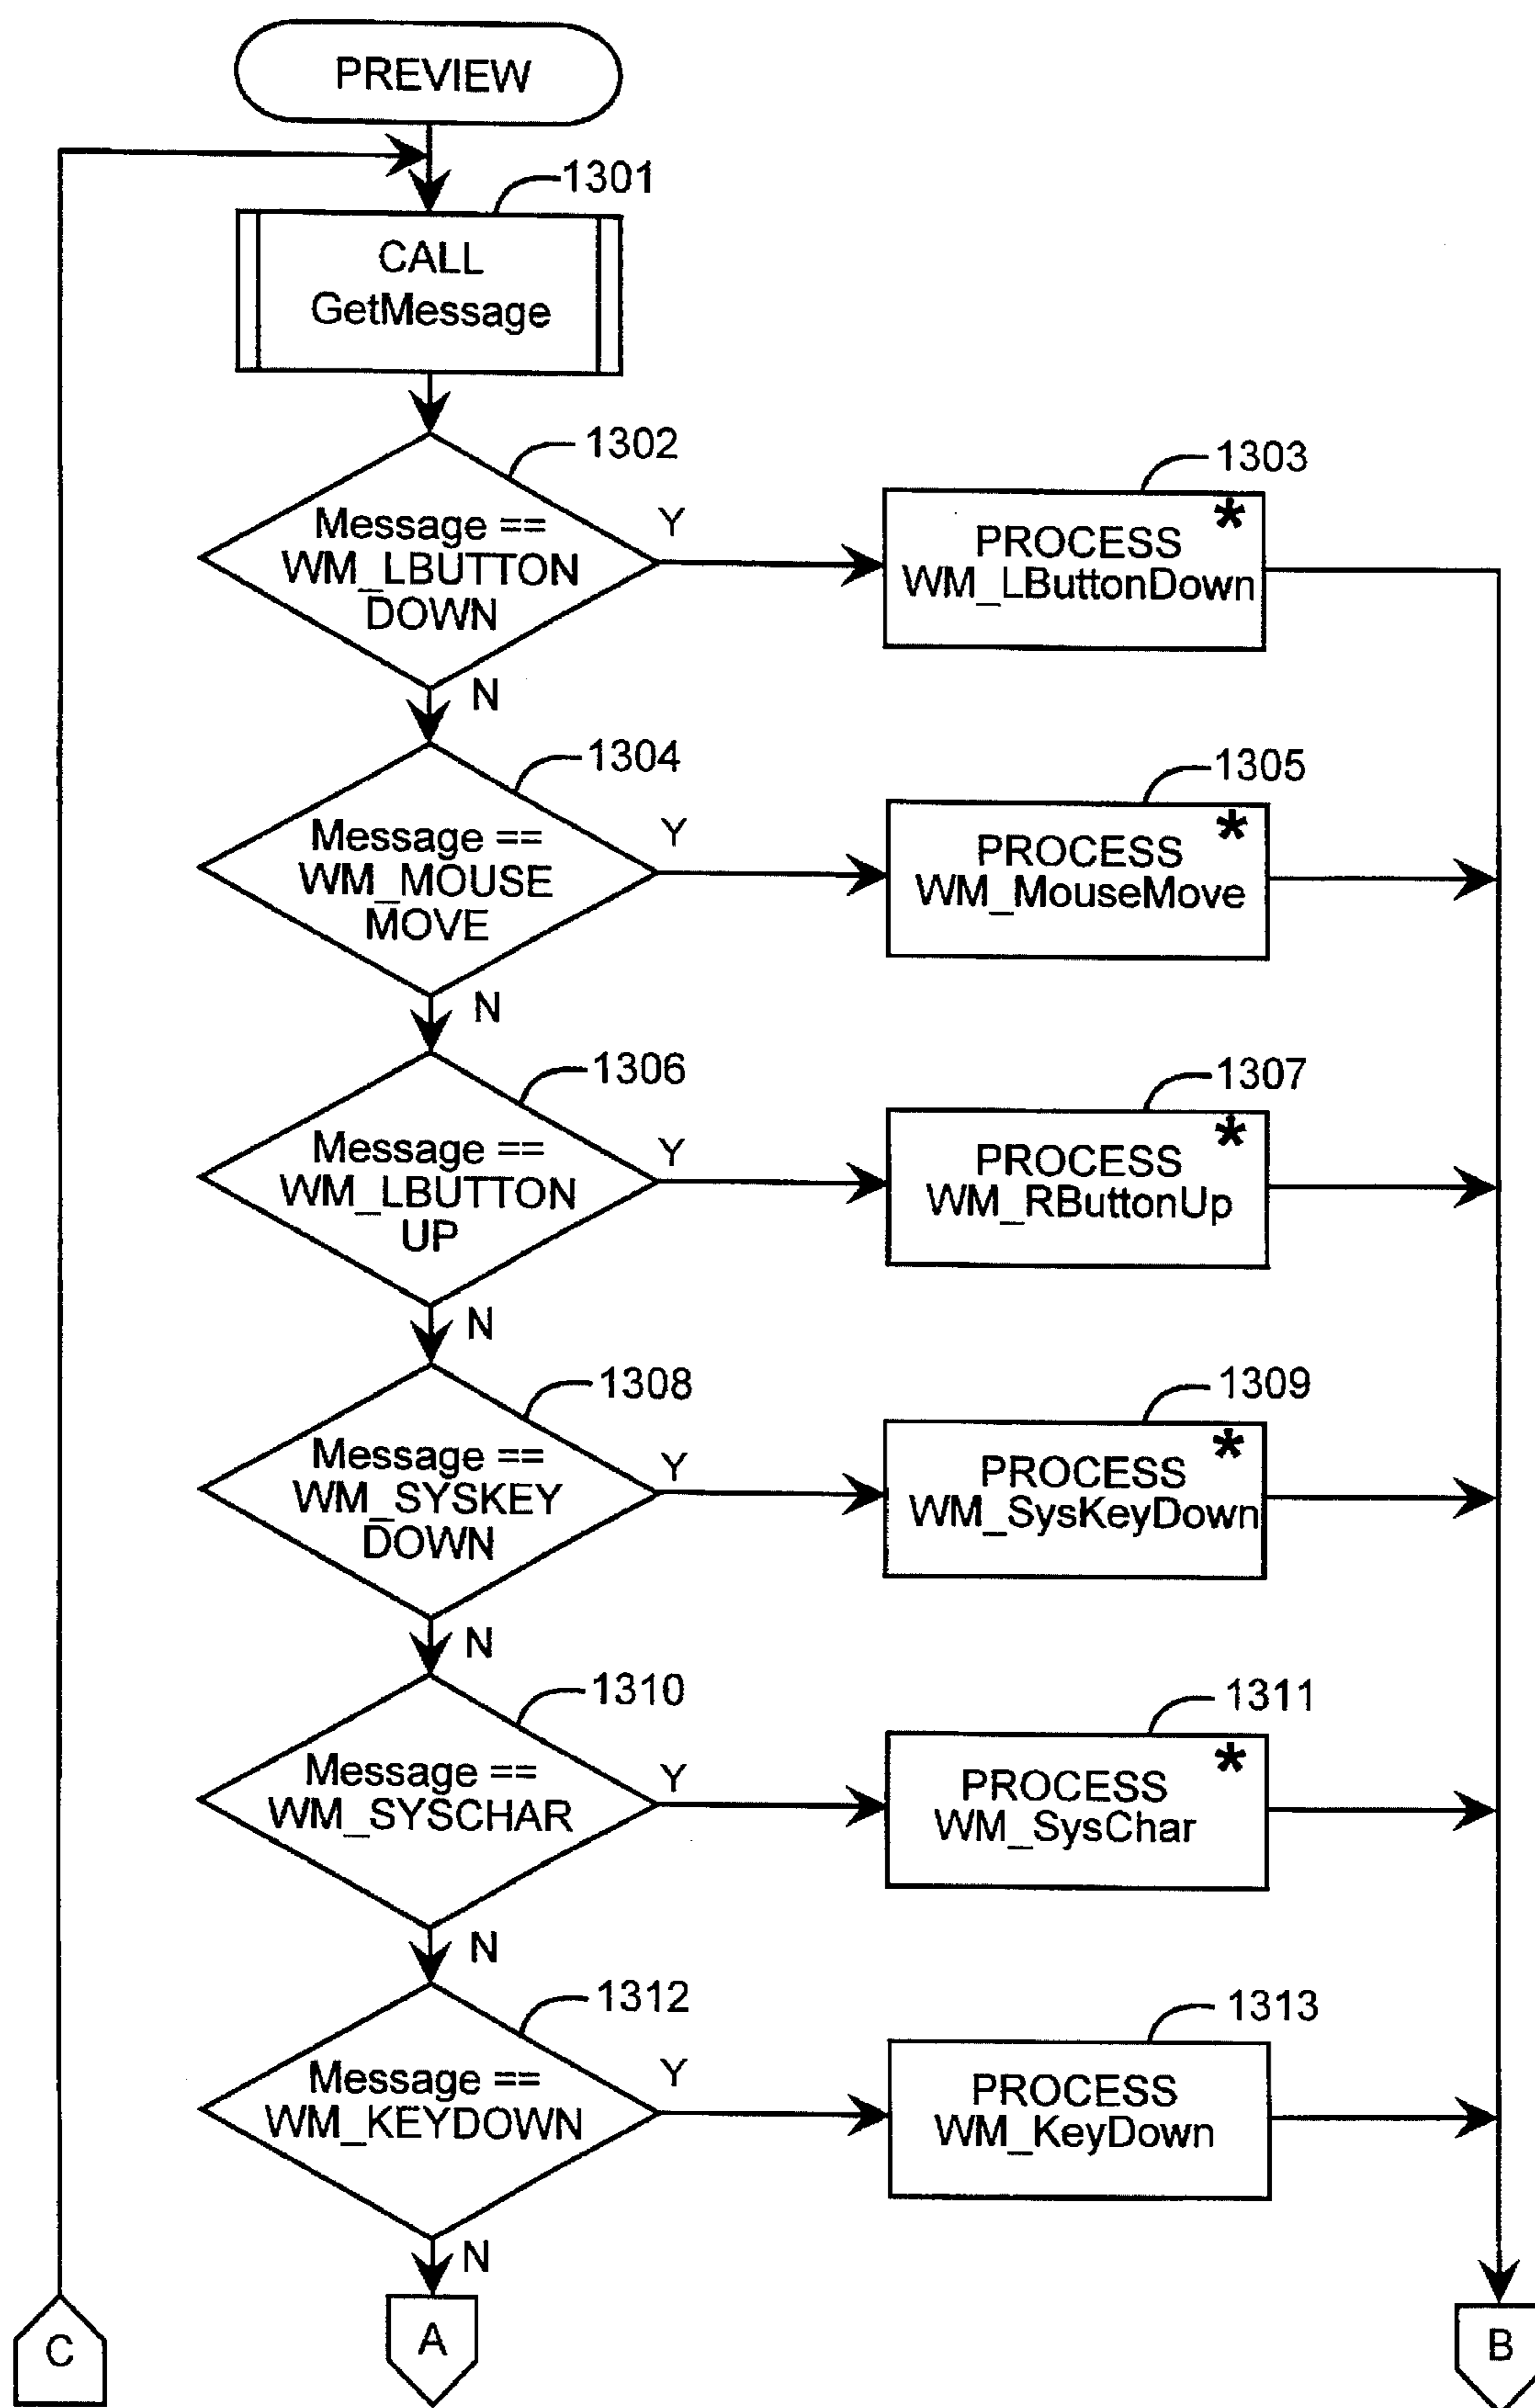 PREVIEW
1301
CALL
GetMessage
1302
Message ==
WM_LBUTTON
DOWN
Y
N
1303
*
PROCESS
WM_LButtonDown
1304
Message ==
WM_MOUSE
MOVE
Y
N
1305
*
PROCESS
WM_MouseMove
1306
Message ==
WM_LBUTTON
UP
Y
N
1307
*
PROCESS
WM_RButtonUp
1308
Message ==
WM_SYSKEY
DOWN
Y
N
1309
*
PROCESS
WM_SysKeyDown
1310
Message ==
WM_SYSCHAR
Y
N
1311
*
PROCESS
WM_SysChar
1312
Message ==
WM_KEYDOWN
Y
N
1313
PROCESS
WM_KeyDown
C
A
B